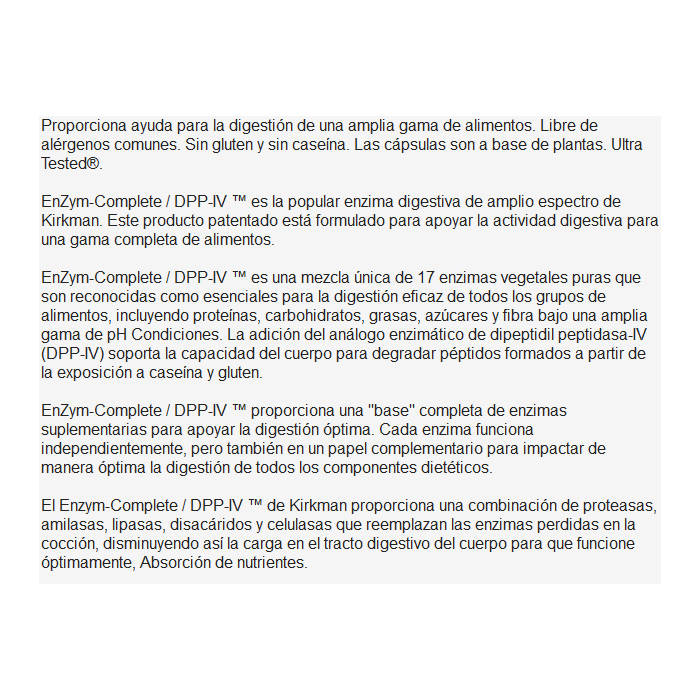 Proporciona ayuda para la digestión de una amplia gama de alimentos. Libre de
alérgenos comunes. Sin gluten y sin caseína. Las cápsulas son a base de plantas. Ultra
Tested®.
EnZym-Complete / DPP-IV ™ es la popular enzima digestiva de amplio espectro de
Kirkman. Este producto patentado está formulado para apoyar la actividad digestiva para
una gama completa de alimentos.
EnZym-Complete / DPP-IV ™ es una mezcla única de 17 enzimas vegetales puras que
son reconocidas como esenciales para la digestión eficaz de todos los grupos de
alimentos, incluyendo proteínas, carbohidratos, grasas, azúcares y fibra bajo una amplia
gama de pH Condiciones. La adición del análogo enzimático de dipeptidil peptidasa-IV
(DPP-IV) soporta la capacidad del cuerpo para degradar péptidos formados a partir de
la exposición a caseína y gluten.
EnZym-Complete / DPP-IV ™ proporciona una "base" completa de enzimas
suplementarias para apoyar la digestión óptima. Cada enzima funciona
independientemente, pero también en un papel complementario para impactar de
manera óptima la digestión de todos los componentes dietéticos.
El Enzym-Complete / DPP-IV ™ de Kirkman proporciona una combinación de proteasas,
amilasas, lipasas, disacáridos y celulasas que reemplazan las enzimas perdidas en la
cocción, disminuyendo así la carga en el tracto digestivo del cuerpo para que funcione
óptimamente, Absorción de nutrientes.